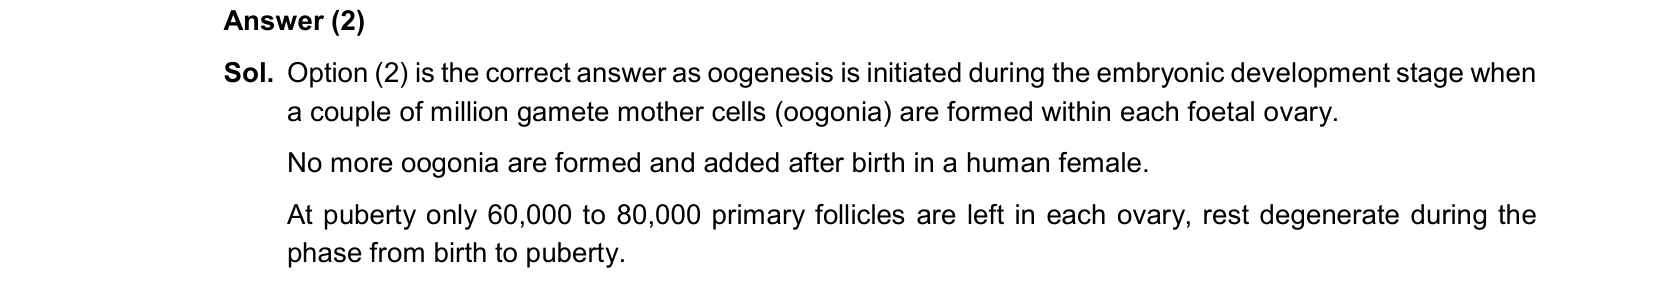 Answer (2)
Sol. Option (2) is the correct answer as oogenesis is initiated during the embryonic development stage when
a couple of million gamete mother cells (oogonia) are formed within each foetal ovary.
No more oogonia are formed and added after birth in a human female.
At puberty only 60,000 to 80,000 primary follicles are left in each ovary, rest degenerate during the
phase from birth to puberty.